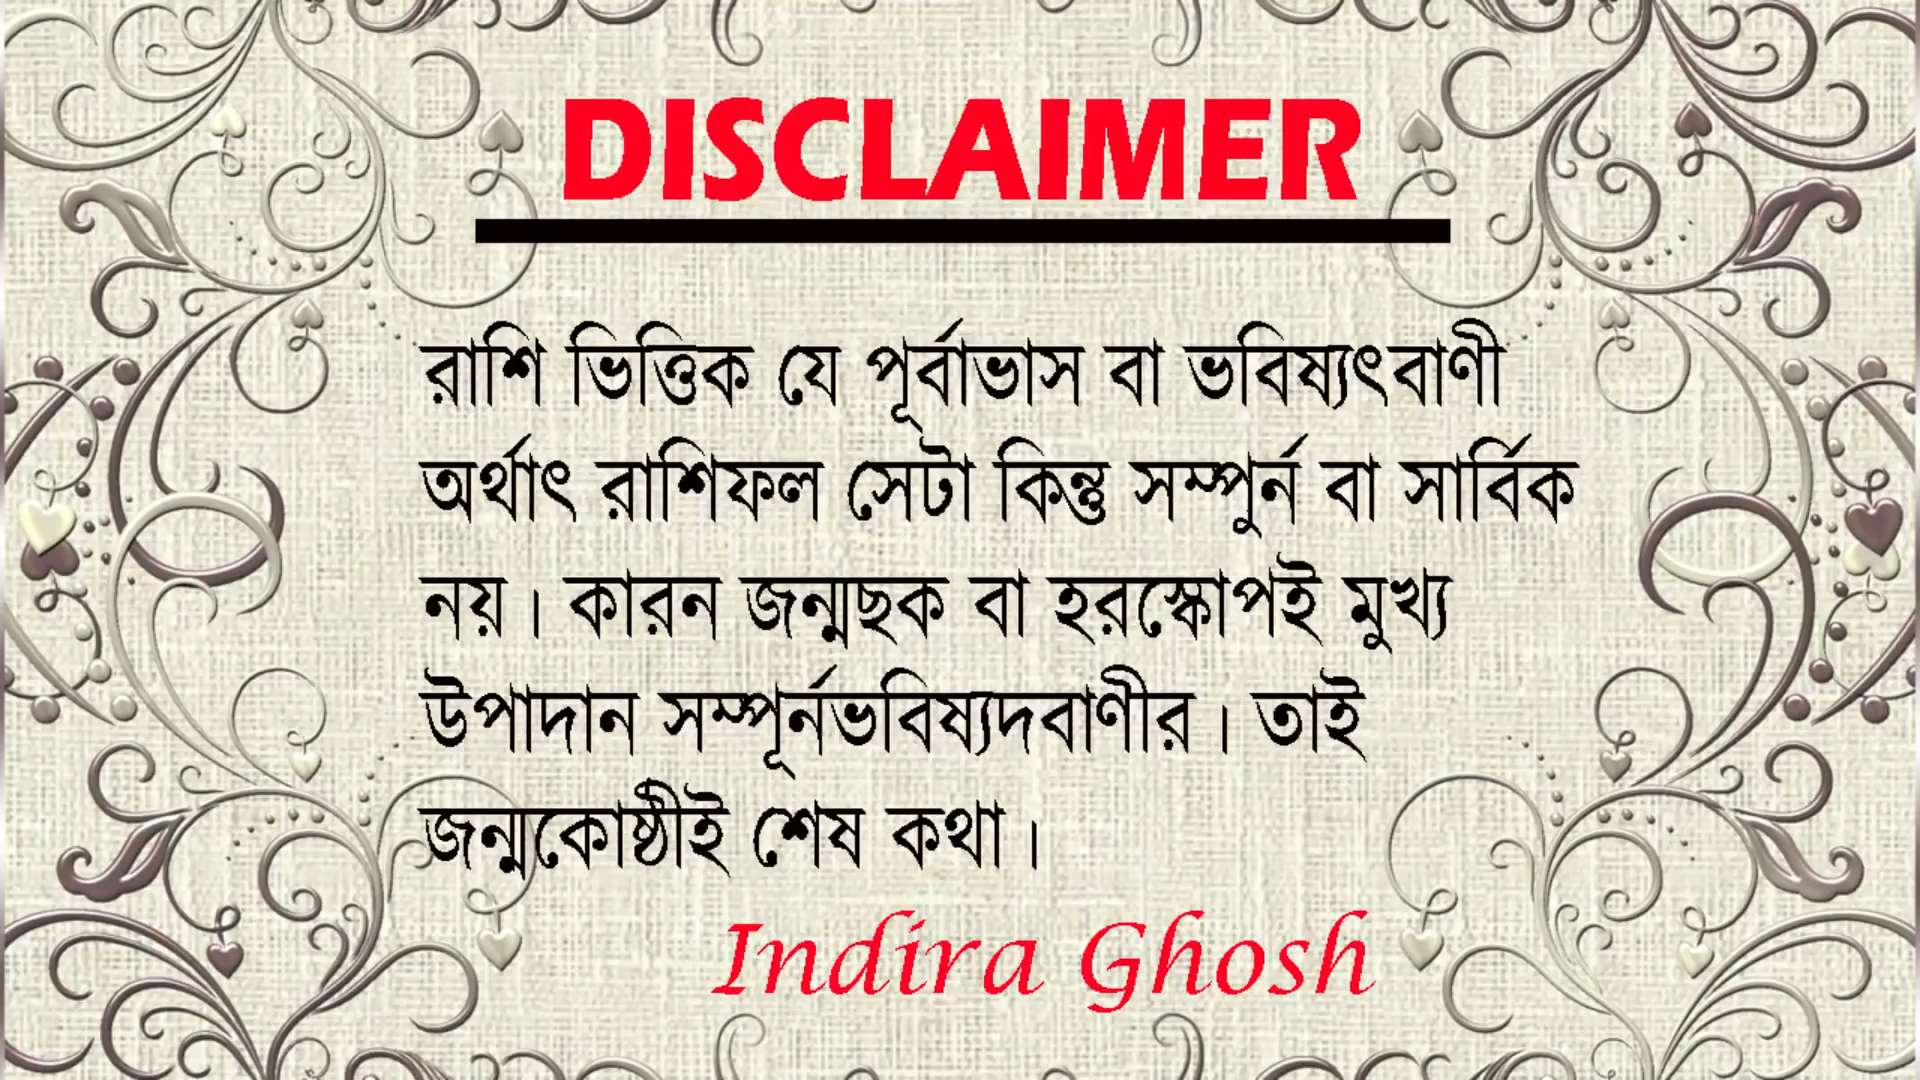 DISCLAIMER
রাশি ভিত্তিক যে পূর্বাভাস বা ভবিষ্যৎবাণী
অর্থাৎ রাশিফল সেটা কিন্তু সম্পুর্ন বা সার্বিক
নয়। কারন জন্মছক বা হরস্কোপই মুখ্য
উপাদান সম্পূর্নভবিষ্যদবাণীর। তাই
জন্মকোষ্ঠীই শেষ কথা।
Indira Ghosh